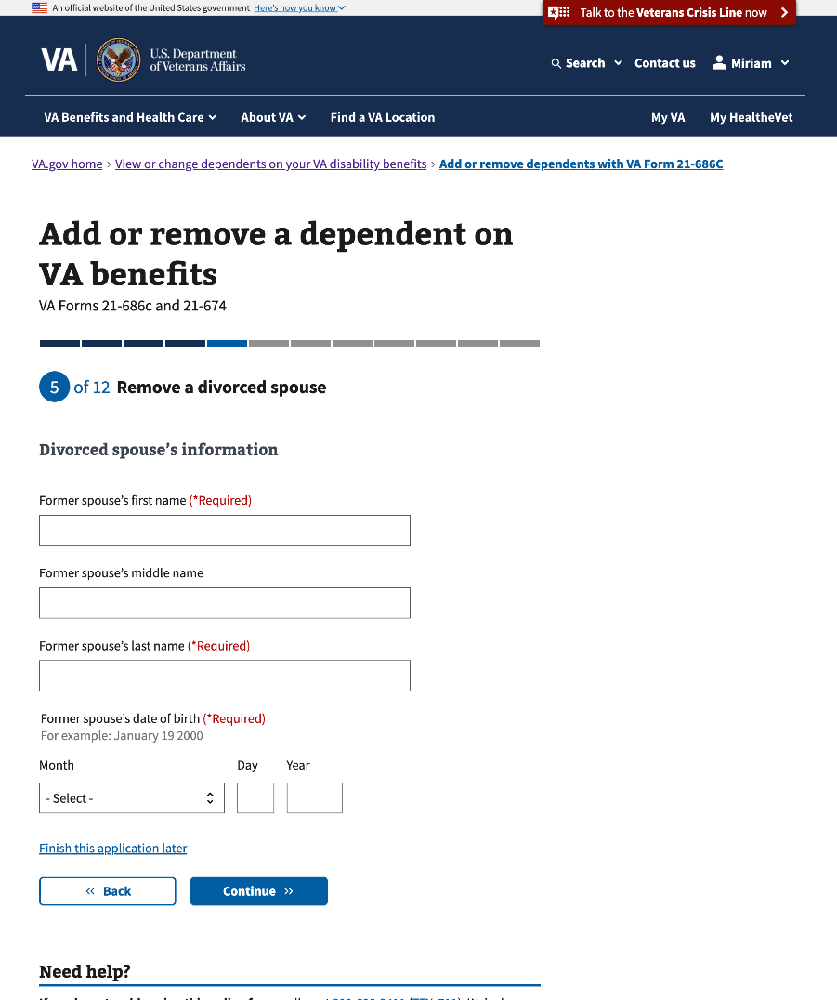 An official website of the United States government Here's how you know
Talk to the Veterans Crisis Line now
VA
U.S. Department
of Veterans Affairs
Search
Contact us
Miriam
VA Benefits and Health Care
About VA
Find a VA Location
My VA
My HealtheVet
VA.gov home › View or change dependents on your VA disability benefits › Add or remove dependents with VA Form 21-686C
Add or remove a dependent on
VA benefits
VA Forms 21-686c and 21-674
5 of 12 Remove a divorced spouse
Divorced spouse’s information
Former spouse’s first name (*Required)
Former spouse’s middle name
Former spouse’s last name (*Required)
Former spouse’s date of birth (*Required)
For example: January 19 2000
Month Day Year
- Select -
Finish this application later
« Back
Continue »
Need help?